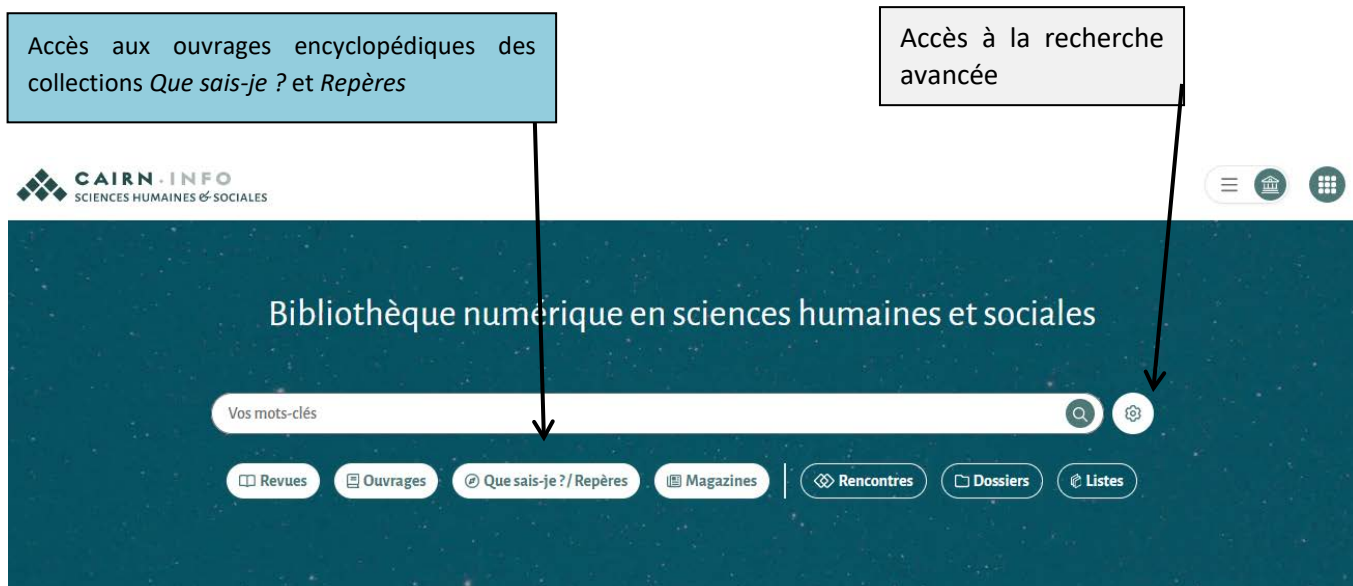 Accès aux ouvrages encyclopédiques des
collections Que sais-je ? et Repères
Accès à la recherche
avancée
CAIRN.INFO
SCIENCES HUMAINES & SOCIALES
Bibliothèque numérique en sciences humaines et sociales
Vos mots-clés
Revues
Ouvrages
Que sais-je ? / Repères
Magazines
Rencontres
Dossiers
Listes